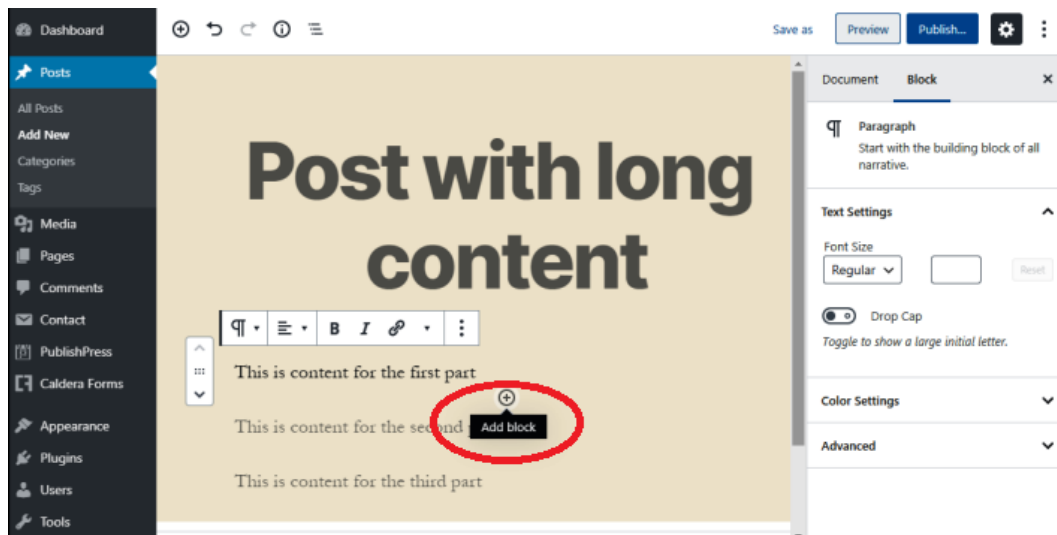 Dashboard
Posts
All Posts
Add New
Categories
Tags
Media
Pages
Comments
Contact
PublishPress
Caldera Forms
Appearance
Plugins
Users
Tools
Save as
Preview
Publish...
Post with long
content
B I
This is content for the first part
Add block
This is content for the second
This is content for the third part
Document
Block
Paragraph
Start with the building block of all
narrative.
Text Settings
Font Size
Regular
Reset
Drop Cap
Toggle to show a large initial letter.
Color Settings
Advanced